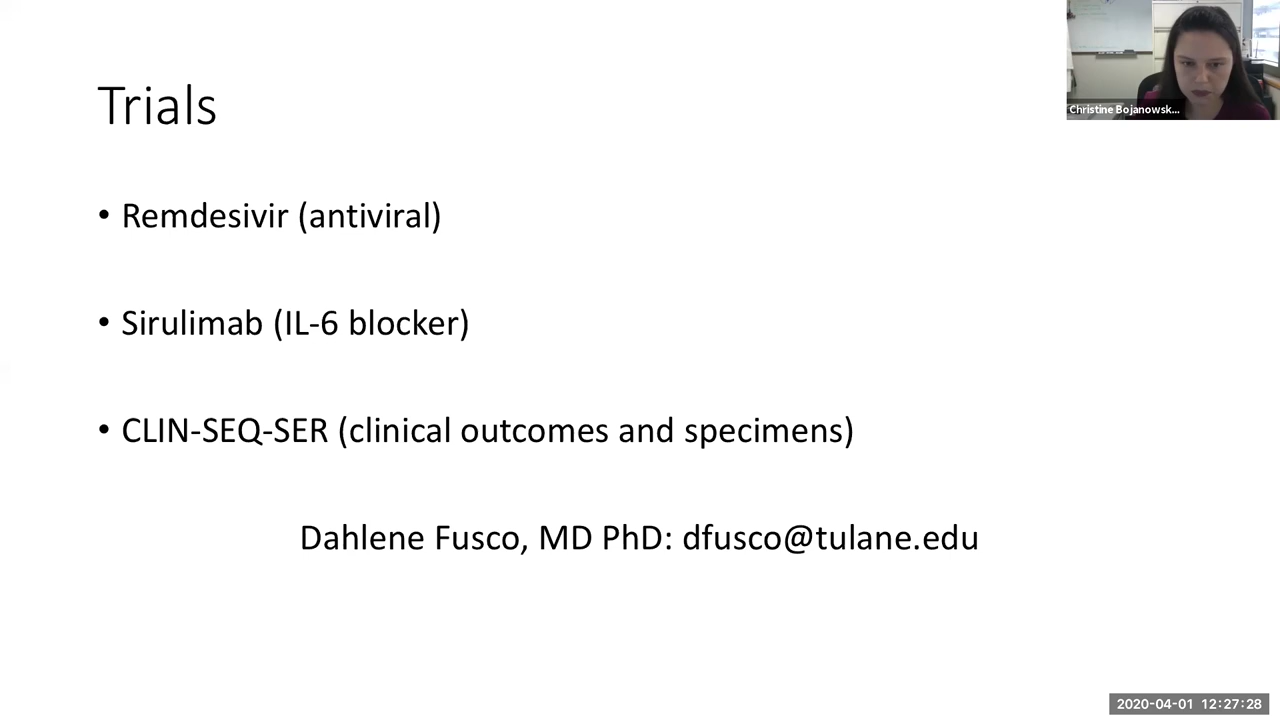 Trials
Christine Bojanowsk...
• Remdesivir (antiviral)
• Sirulimab (IL-6 blocker)
• CLIN-SEQ-SER (clinical outcomes and specimens)
Dahlene Fusco, MD PhD: dfusco@tulane.edu
2020-04-01 12:27:28